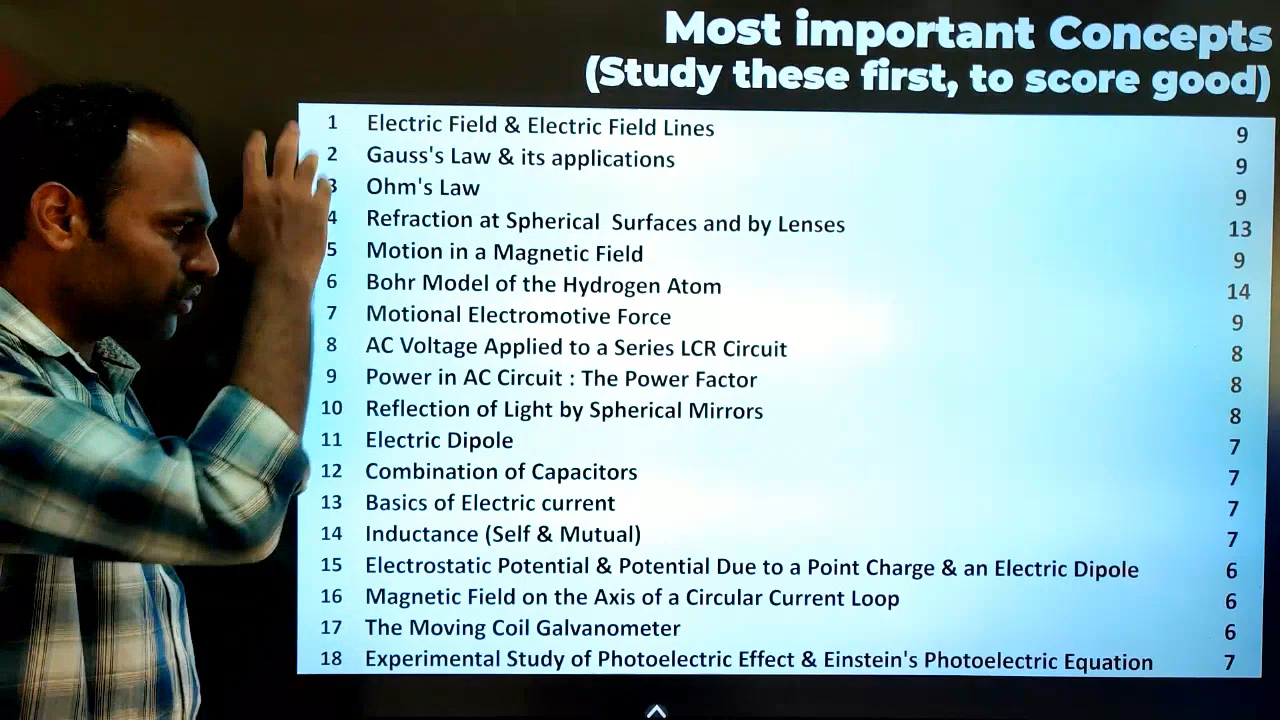 Most important Concepts
(Study these first, to score good)
1 Electric Field & Electric Field Lines 9
2 Gauss's Law & its applications 9
3 Ohm's Law 9
4 Refraction at Spherical Surfaces and by Lenses 13
5 Motion in a Magnetic Field 9
6 Bohr Model of the Hydrogen Atom 14
7 Motional Electromotive Force 9
8 AC Voltage Applied to a Series LCR Circuit 8
9 Power in AC Circuit : The Power Factor 8
10 Reflection of Light by Spherical Mirrors 8
11 Electric Dipole 7
12 Combination of Capacitors 7
13 Basics of Electric current 7
14 Inductance (Self & Mutual) 7
15 Electrostatic Potential & Potential Due to a Point Charge & an Electric Dipole 6
16 Magnetic Field on the Axis of a Circular Current Loop 6
17 The Moving Coil Galvanometer 6
18 Experimental Study of Photoelectric Effect & Einstein's Photoelectric Equation 7